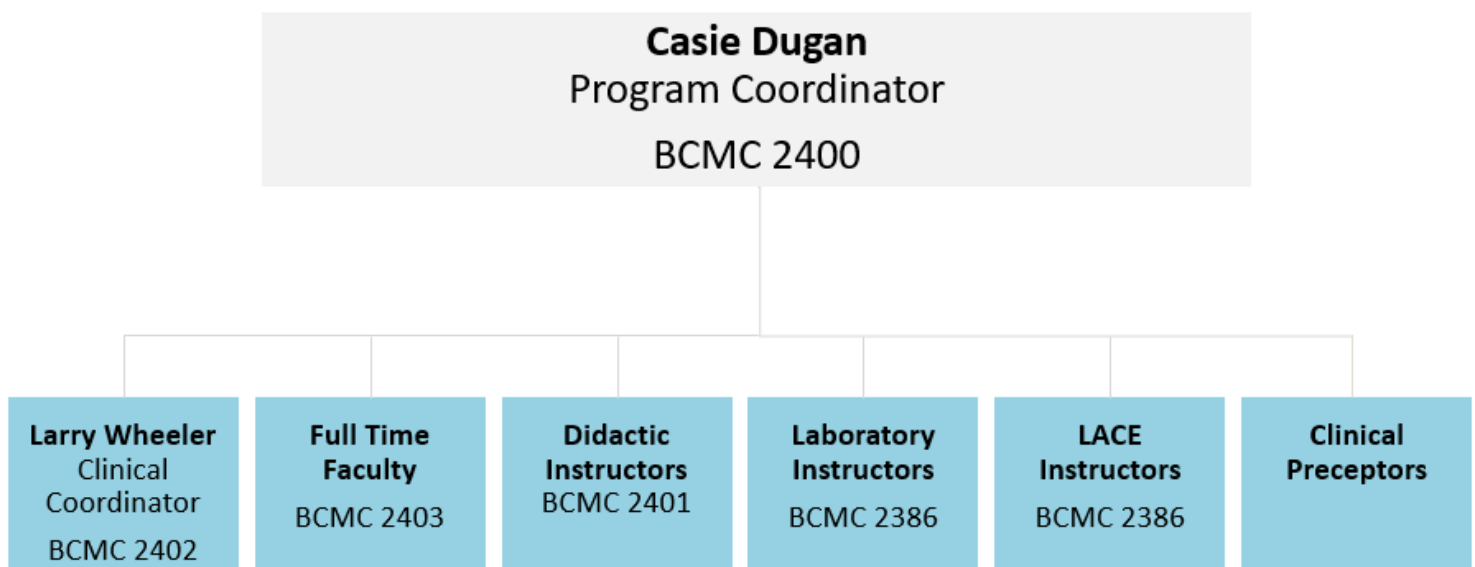 Casie Dugan
Program Coordinator
BCMC 2400
Larry Wheeler
Clinical
Coordinator
BCMC 2402
Full Time
Faculty
BCMC 2403
Didactic
Instructors
BCMC 2401
Laboratory
Instructors
BCMC 2386
LACE
Instructors
BCMC 2386
Clinical
Preceptors